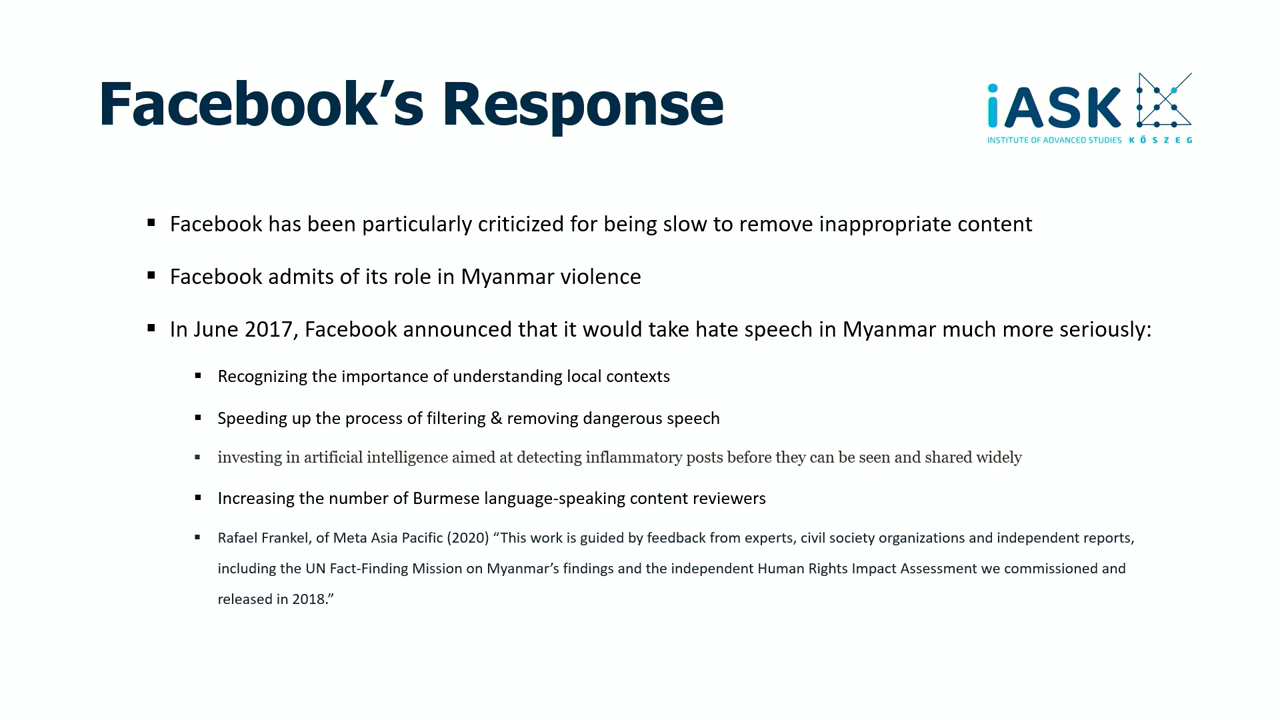 Facebook’s Response
iASK
INSTITUTE OF ADVANCED STUDIES KŐSZEG
▪ Facebook has been particularly criticized for being slow to remove inappropriate content
▪ Facebook admits of its role in Myanmar violence
▪ In June 2017, Facebook announced that it would take hate speech in Myanmar much more seriously:
▪ Recognizing the importance of understanding local contexts
▪ Speeding up the process of filtering & removing dangerous speech
▪ investing in artificial intelligence aimed at detecting inflammatory posts before they can be seen and shared widely
▪ Increasing the number of Burmese language-speaking content reviewers
▪ Rafael Frankel, of Meta Asia Pacific (2020) “This work is guided by feedback from experts, civil society organizations and independent reports,
including the UN Fact-Finding Mission on Myanmar’s findings and the independent Human Rights Impact Assessment we commissioned and
released in 2018.”